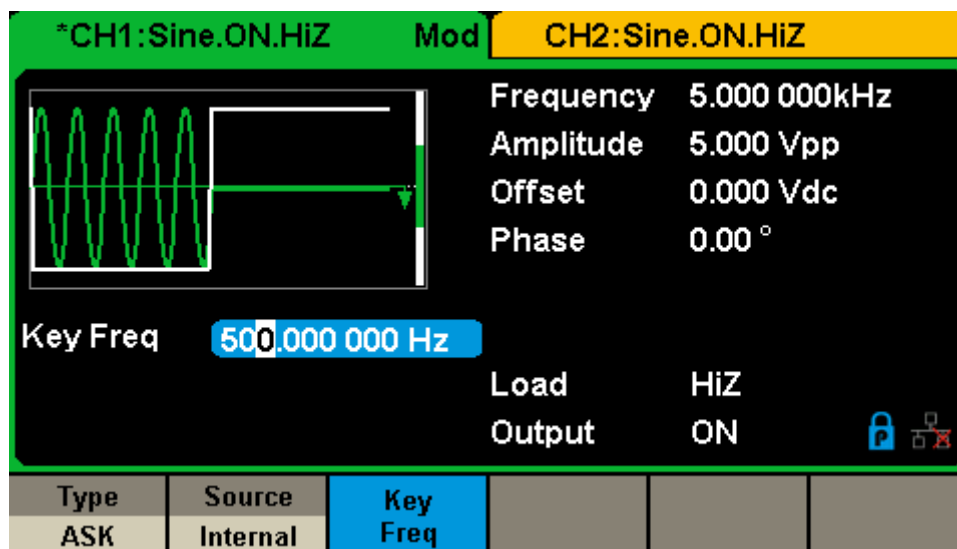 *CH1:Sine.ON.HiZ Mod CH2:Sine.ON.HiZ
Frequency 5.000 000kHz
Amplitude 5.000 Vpp
Offset 0.000 Vdc
Phase 0.00 °
Key Freq 500.000 000 Hz
Load HiZ
Output ON
P
Type Source Key Freq
ASK Internal